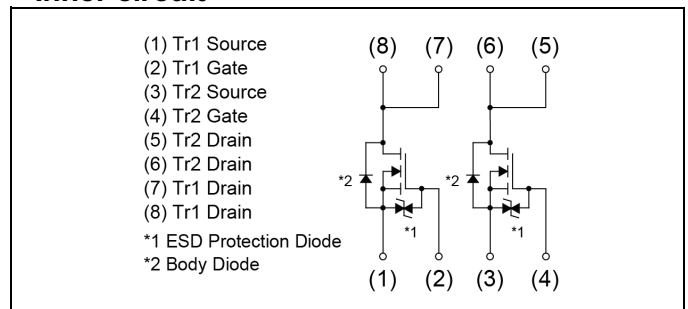 (1) Tr1 Source
(2) Tr1 Gate
(3) Tr2 Source
(4) Tr2 Gate
(5) Tr2 Drain
(6) Tr2 Drain
(7) Tr1 Drain
(8) Tr1 Drain
*1 ESD Protection Diode
*2 Body Diode
(8) (7) (6) (5)
*2 *2
*1 *1
(1) (2) (3) (4)